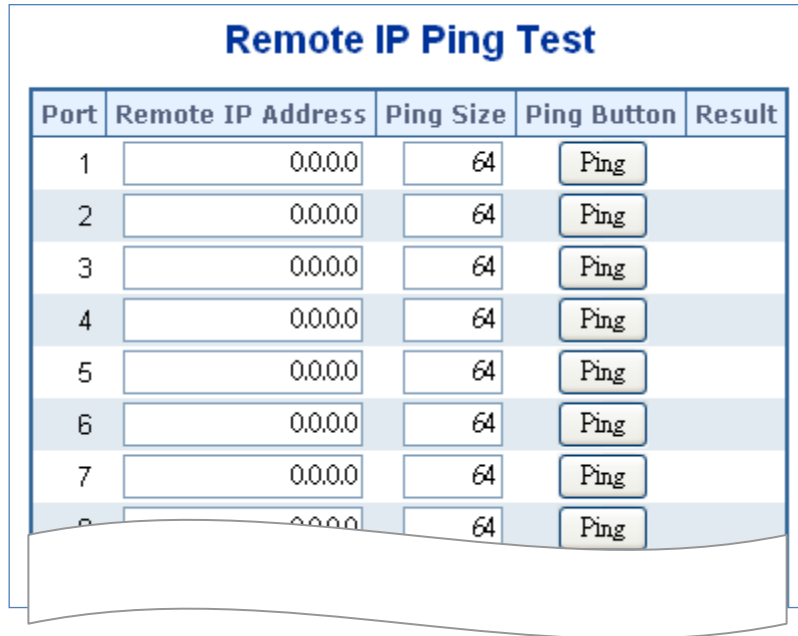 Remote IP Ping Test
Port Remote IP Address Ping Size Ping Button Result
1 0.0.0.0 64 Ping
2 0.0.0.0 64 Ping
3 0.0.0.0 64 Ping
4 0.0.0.0 64 Ping
5 0.0.0.0 64 Ping
6 0.0.0.0 64 Ping
7 0.0.0.0 64 Ping
64 Ping